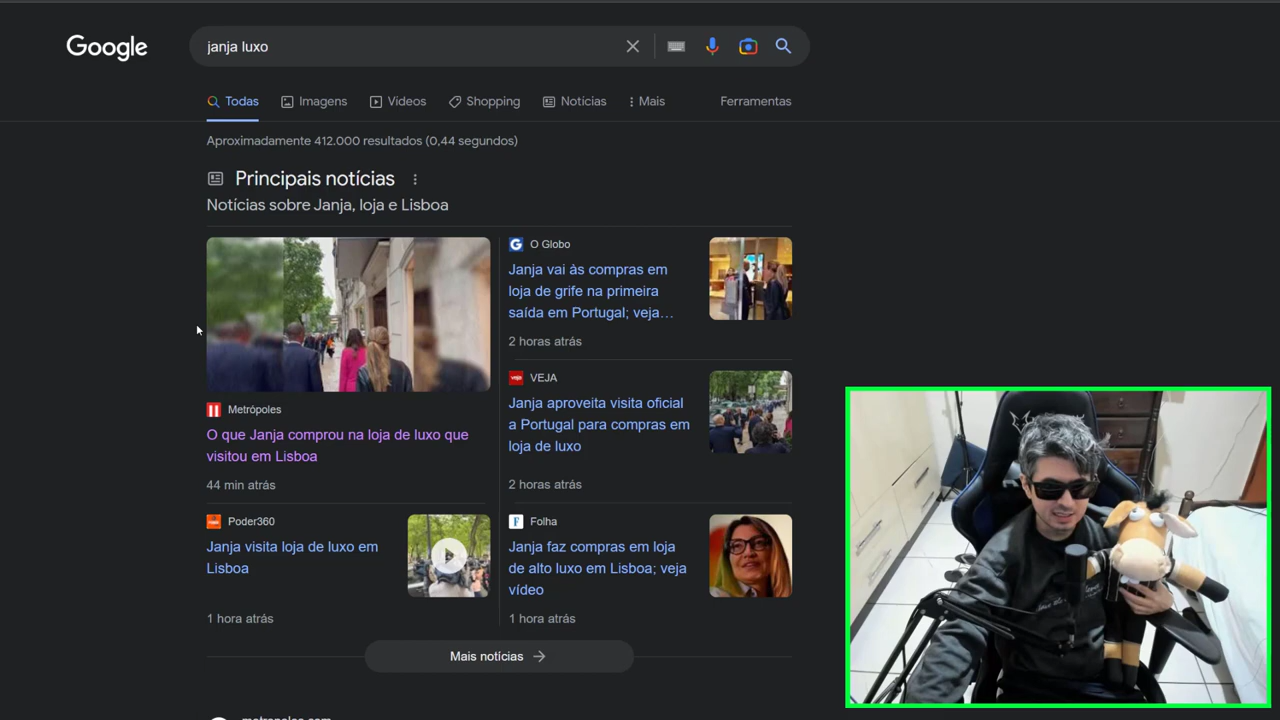 Google
janja luxo
Todas
Imagens
Vídeos
Shopping
Notícias
Mais
Ferramentas
Aproximadamente 412.000 resultados (0,44 segundos)
Principais notícias
Notícias sobre Janja, loja e Lisboa
Metrópoles
O que Janja comprou na loja de luxo que
visitou em Lisboa
44 min atrás
O Globo
Janja vai às compras em
loja de grife na primeira
saída em Portugal; veja…
2 horas atrás
VEJA
Janja aproveita visita oficial
a Portugal para compras em
loja de luxo
2 horas atrás
Poder360
Janja visita loja de luxo em
Lisboa
1 hora atrás
F
Folha
Janja faz compras em loja
de alto luxo em Lisboa; veja
vídeo
1 hora atrás
Mais notícias